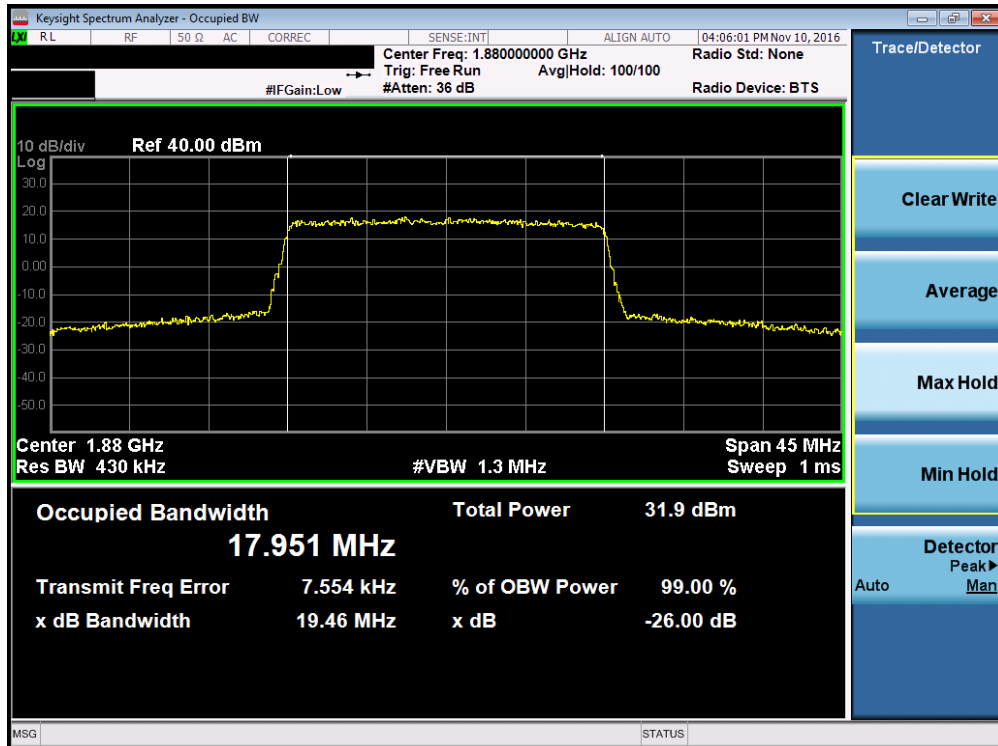 Keysight Spectrum Analyzer - Occupied BW
LXI RL RF 50 Ω AC CORREC SENSE:INT ALIGN AUTO 04:06:01 PM Nov 10, 2016
Center Freq: 1.880000000 GHz Radio Std: None
Trig: Free Run Avg|Hold: 100/100
#IFGain:Low #Atten: 36 dB Radio Device: BTS
10 dB/div Ref 40.00 dBm
Log
30.0
20.0
10.0
0.00
-10.0
-20.0
-30.0
-40.0
-50.0
Center 1.88 GHz Span 45 MHz
Res BW 430 kHz #VBW 1.3 MHz Sweep 1 ms
Occupied Bandwidth Total Power 31.9 dBm
17.951 MHz
Transmit Freq Error 7.554 kHz % of OBW Power 99.00 %
x dB Bandwidth 19.46 MHz x dB -26.00 dB
MSG STATUS
Trace/Detector
Clear Write
Average
Max Hold
Min Hold
Detector
Peak▶
Auto Man